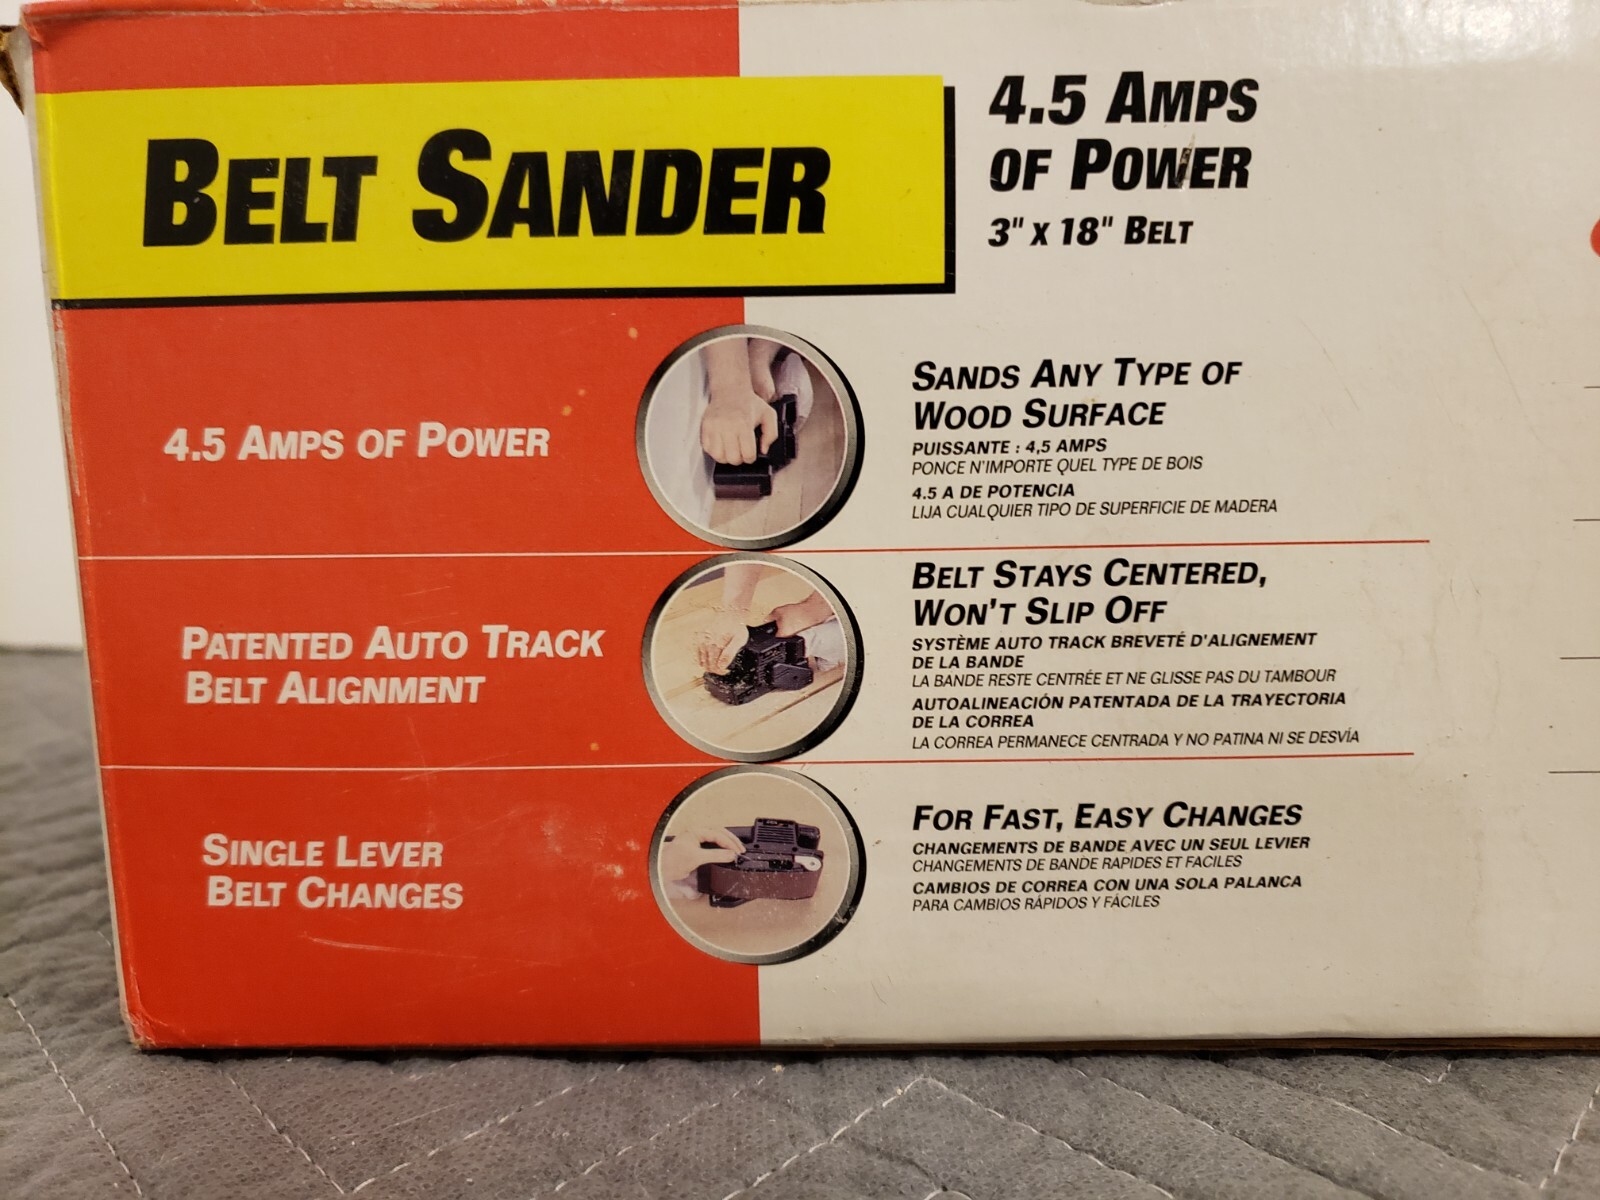 BELT SANDER
4.5 AMPS
OF POWER
3" X 18" BELT
4.5 AMPS OF POWER
SANDS ANY TYPE OF
WOOD SURFACE
PUISSANTE : 4,5 AMPS
PONCE N'IMPORTE QUEL TYPE DE BOIS
4.5 A DE POTENCIA
LIJA CUALQUIER TIPO DE SUPERFICIE DE MADERA
PATENTED AUTO TRACK
BELT ALIGNMENT
BELT STAYS CENTERED,
WON'T SLIP OFF
SYSTÈME AUTO TRACK BREVETÉ D'ALIGNEMENT
DE LA BANDE
LA BANDE RESTE CENTRÉE ET NE GLISSE PAS DU TAMBOUR
AUTOALINEACIÓN PATENTADA DE LA TRAYECTORIA
DE LA CORREA
LA CORREA PERMANECE CENTRADA Y NO PATINA NI SE DESVÍA
SINGLE LEVER
BELT CHANGES
FOR FAST, EASY CHANGES
CHANGEMENTS DE BANDE AVEC UN SEUL LEVIER
CHANGEMENTS DE BANDE RAPIDES ET FACILES
CAMBIOS DE CORREA CON UNA SOLA PALANCA
PARA CAMBIOS RÁPIDOS Y FÁCILES